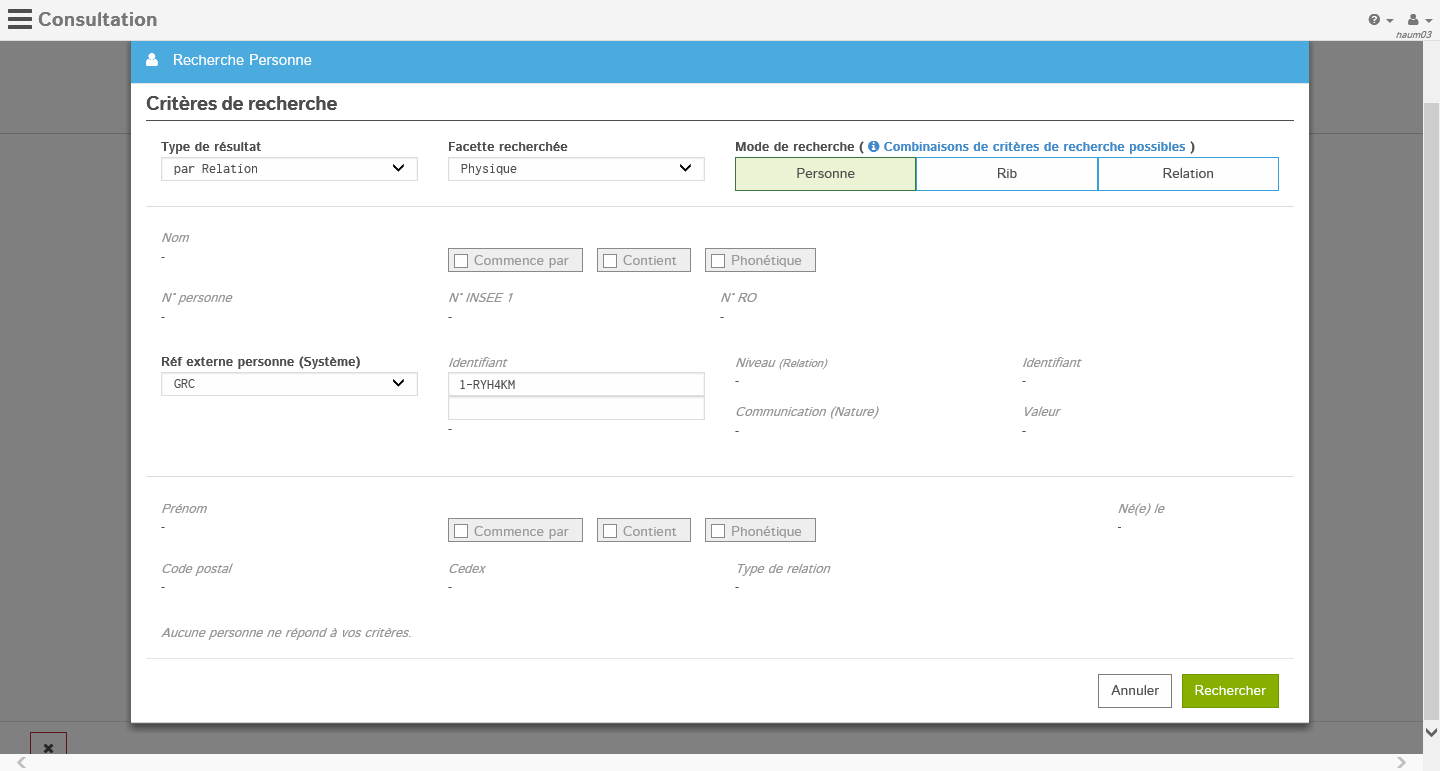 Consultation
haum03
Recherche Personne
Critères de recherche
Type de résultat
Facette recherchée
Mode de recherche ( Combinaisons de critères de recherche possibles )
par Relation
Physique
Personne
Rib
Relation
Nom
-
Commence par
Contient
Phonétique
N° personne
N° INSEE 1
N° RO
-
-
-
Réf externe personne (Système)
Identifiant
Niveau (Relation)
Identifiant
GRC
1-RYH4KM
-
-
Communication (Nature)
Valeur
-
-
-
Prénom
Né(e) le
-
Commence par
Contient
Phonétique
-
Code postal
Cedex
Type de relation
-
-
-
Aucune personne ne répond à vos critères.
Annuler
Rechercher